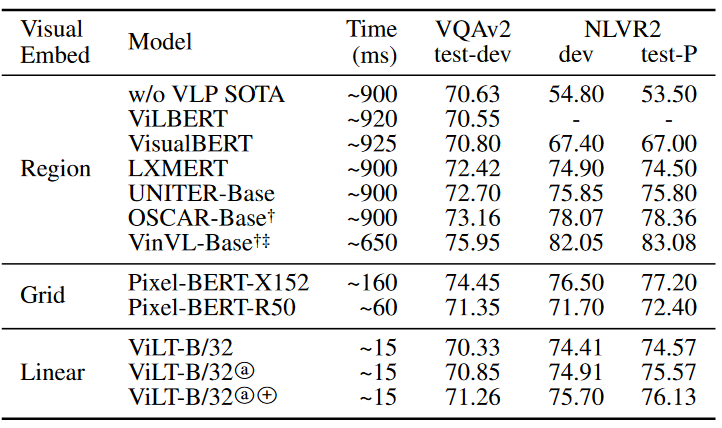 Visual Embed Model Time (ms) VQAv2 test-dev NLVR2 dev test-P
Region
w/o VLP SOTA ~900 70.63 54.80 53.50
ViLBERT ~920 70.55 - -
VisualBERT ~925 70.80 67.40 67.00
LXMERT ~900 72.42 74.90 74.50
UNITER-Base ~900 72.70 75.85 75.80
OSCAR-Base† ~900 73.16 78.07 78.36
VinVL-Base†‡ ~650 75.95 82.05 83.08
Grid
Pixel-BERT-X152 ~160 74.45 76.50 77.20
Pixel-BERT-R50 ~60 71.35 71.70 72.40
Linear
ViLT-B/32 ~15 70.33 74.41 74.57
ViLT-B/32ⓐ ~15 70.85 74.91 75.57
ViLT-B/32ⓐ⊕ ~15 71.26 75.70 76.13